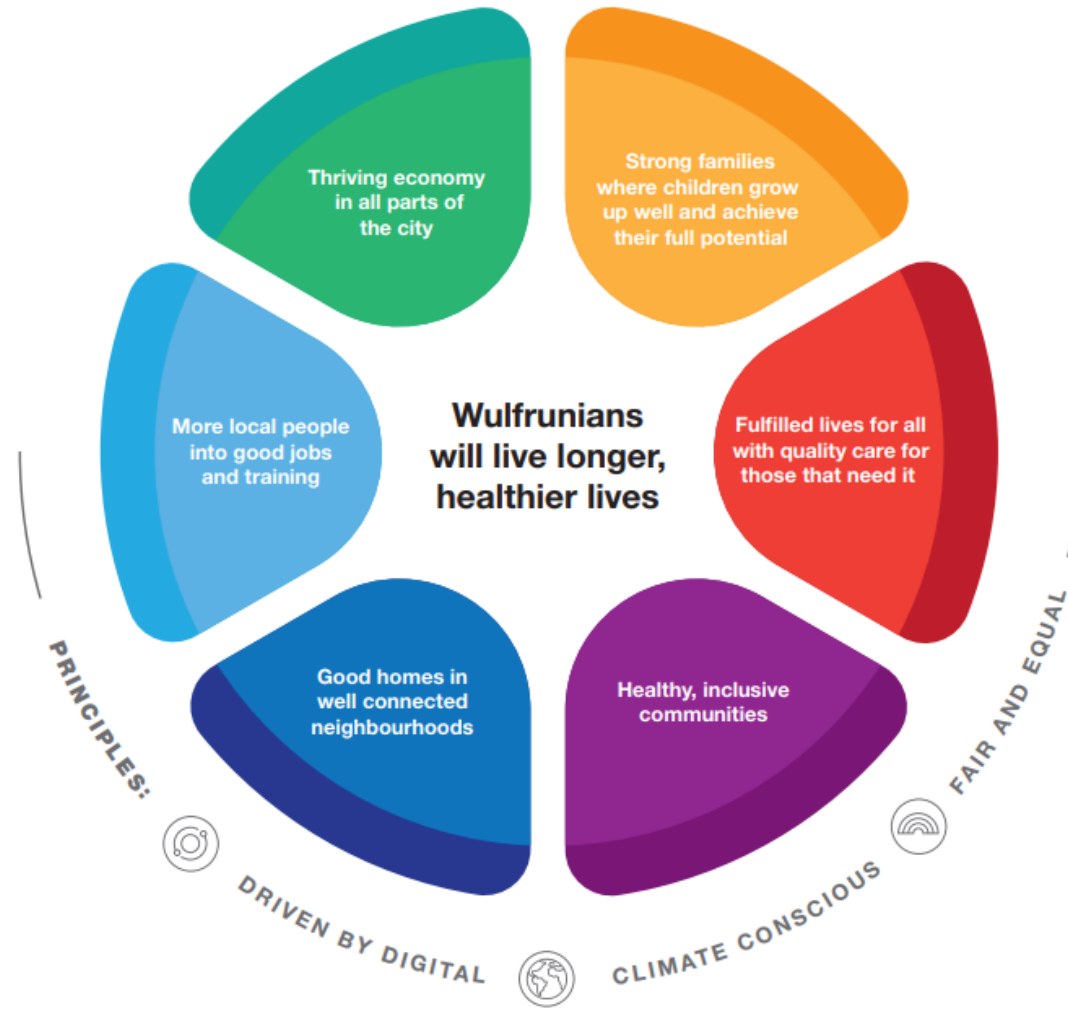 Thriving economy
in all parts of
the city
Strong families
where children grow
up well and achieve
their full potential
More local people
into good jobs
and training
Wulfrunians
will live longer,
healthier lives
Fulfilled lives for all
with quality care for
those that need it
Good homes in
well connected
neighbourhoods
Healthy, inclusive
communities
PRINCIPLES:
DRIVEN BY DIGITAL
CLIMATE CONSCIOUS
FAIR AND EQUAL